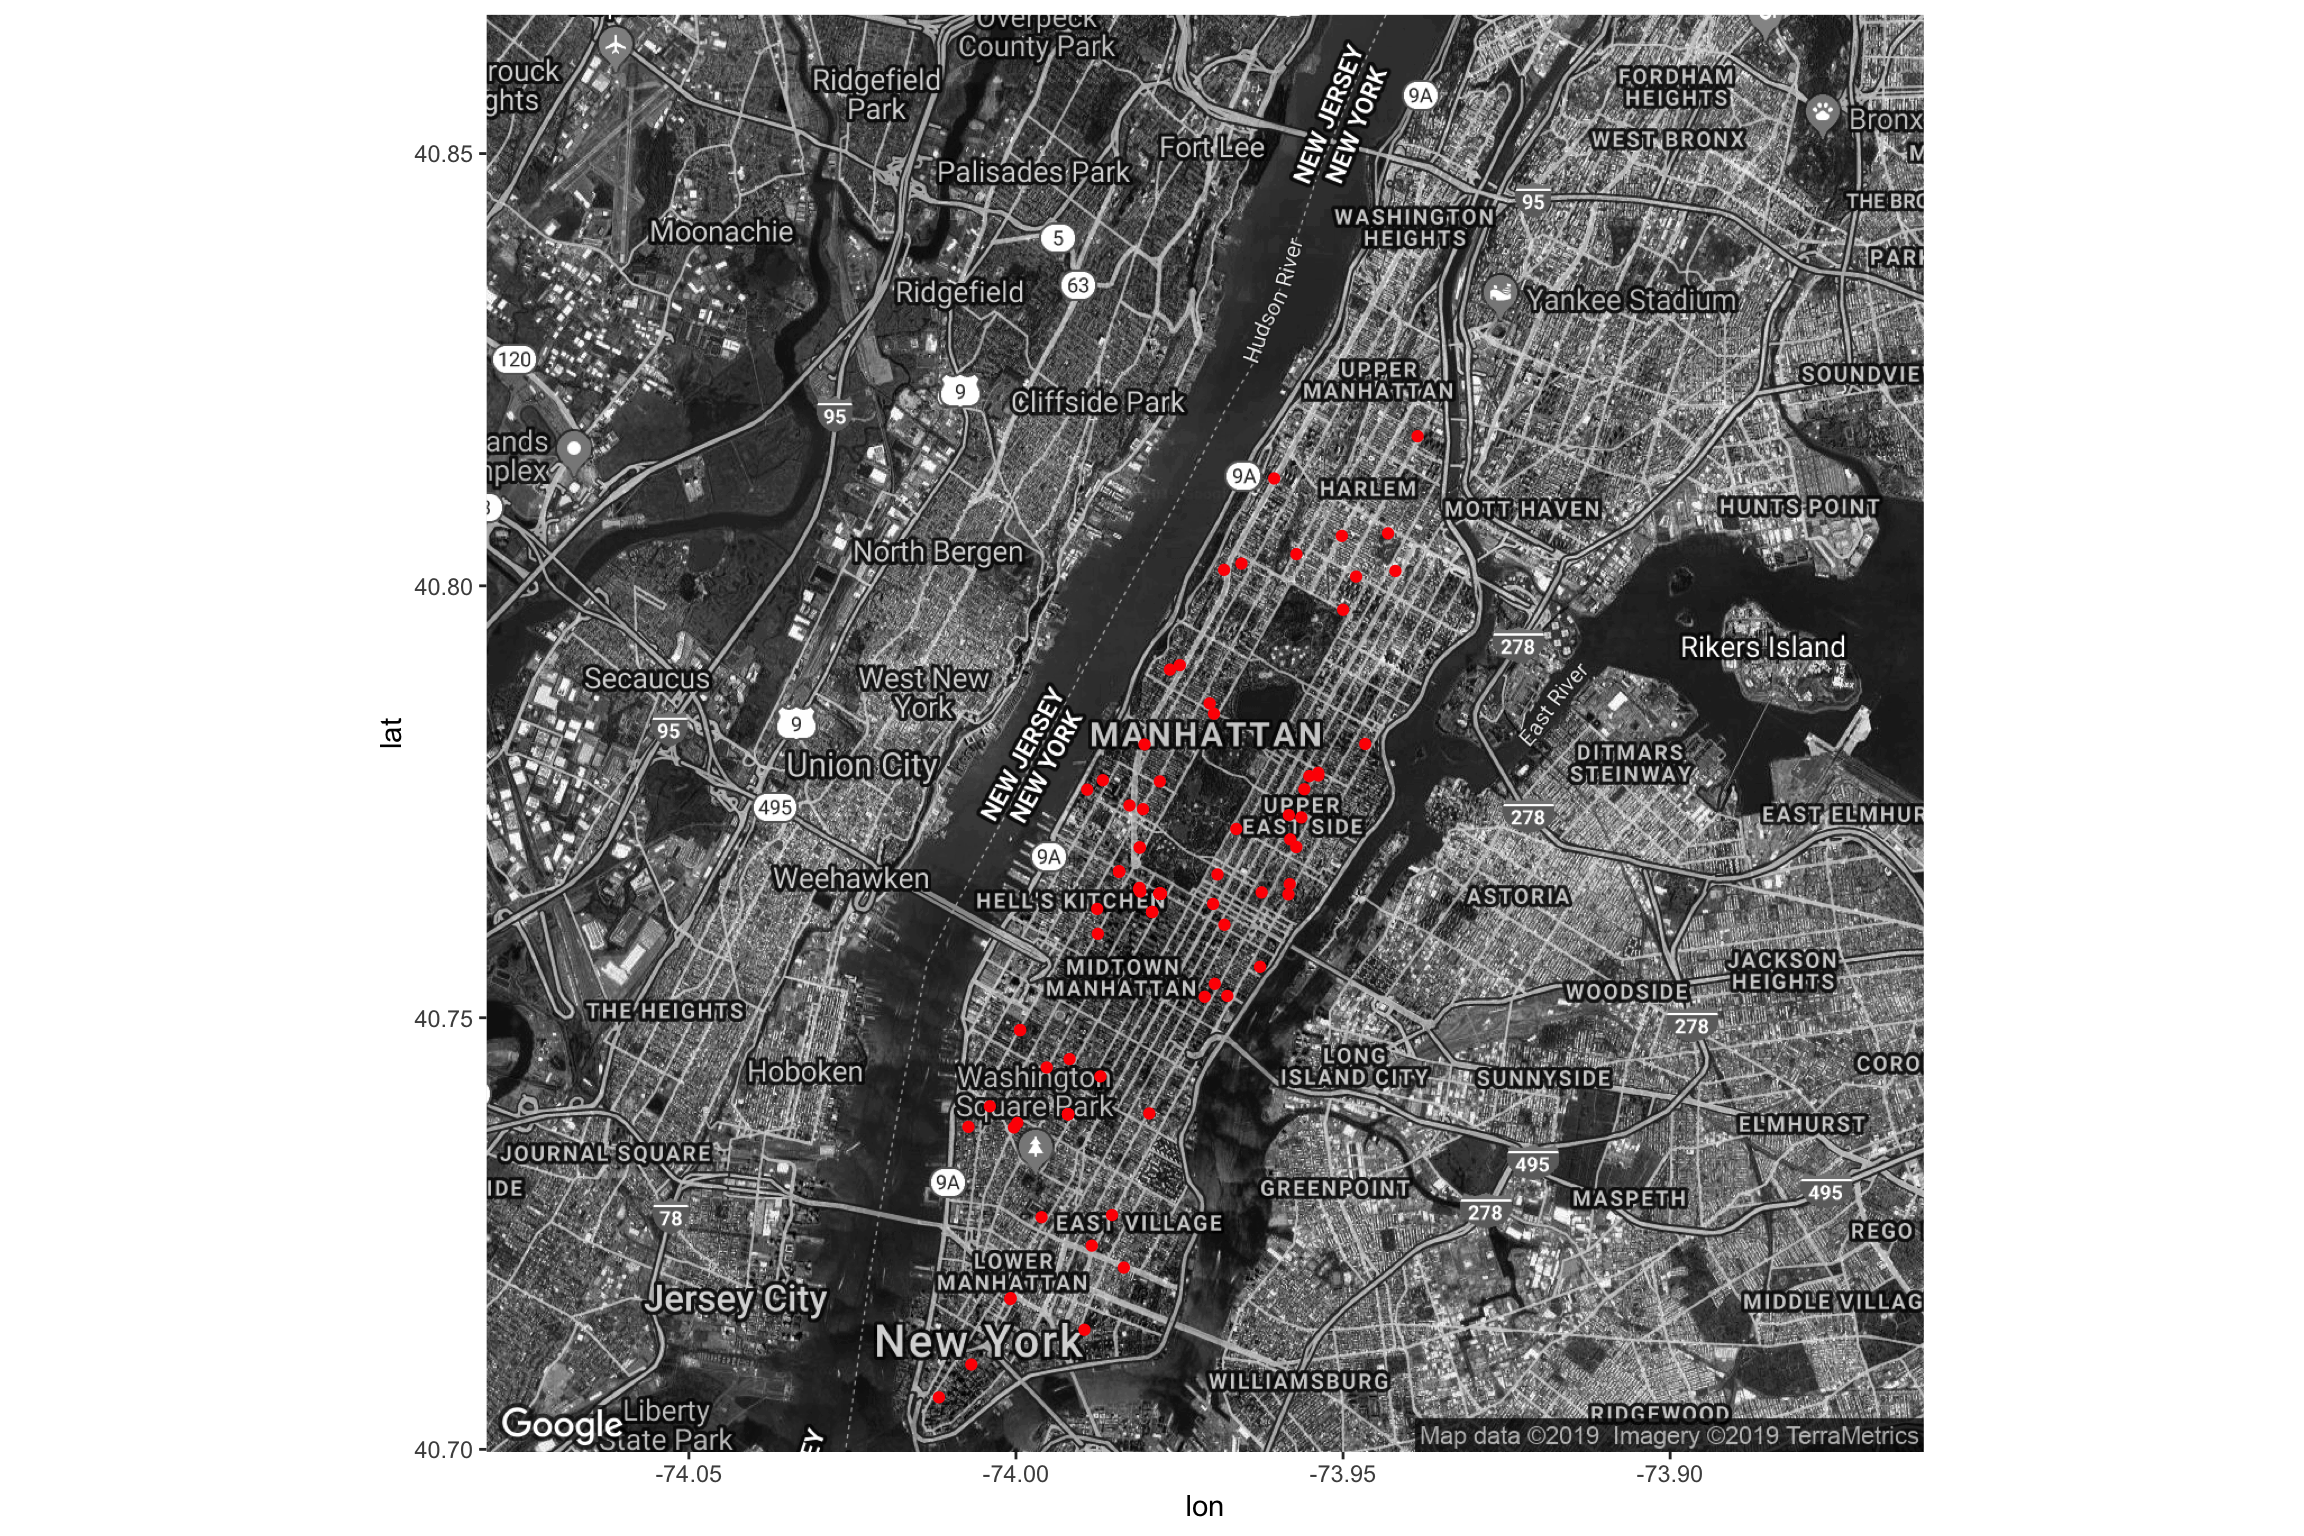 Overpeck
County Park
rouck
ghts
Ridgefield
Park
NEW JERSEY
NEW YORK
9A
FORDHAM
HEIGHTS
WEST BRONX
Bronx
M
40.85
Fort Lee
Palisades Park
95
THE BRO
WASHINGTON
HEIGHTS
Moonachie
5
PARK
63
Ridgefield
Hudson River
Yankee Stadium
120
UPPER
MANHATTAN
SOUNDVIE
9
Cliffside Park
95
ands
nplex
9A
HARLEM
MOTT HAVEN
HUNTS POINT
3
North Bergen
40.80
278
Rikers Island
Secaucus
West New
York
East River
95
9
MANHATTAN
lat
NEW JERSEY
NEW YORK
DITMARS
STEINWAY
Union City
495
UPPER
EAST SIDE
278
EAST ELMHUR
9A
Weehawken
HELL'S KITCHEN
ASTORIA
MIDTOWN
MANHATTAN
JACKSON
HEIGHTS
WOODSIDE
THE HEIGHTS
40.75
278
LONG
ISLAND CITY
Hoboken
Washington
Square Park
SUNNYSIDE
CORO
ELMHURST
JOURNAL SQUARE
495
IDE
9A
GREENPOINT
MASPETH
495
78
278
EAST VILLAGE
REGO
LOWER
MANHATTAN
Jersey City
MIDDLE VILLAG
New York
WILLIAMSBURG
Liberty
State Park
Google
EY
RIDGEWOOD
Map data ©2019 Imagery ©2019 TerraMetrics
40.70
-74.05
-74.00
-73.95
-73.90
lon